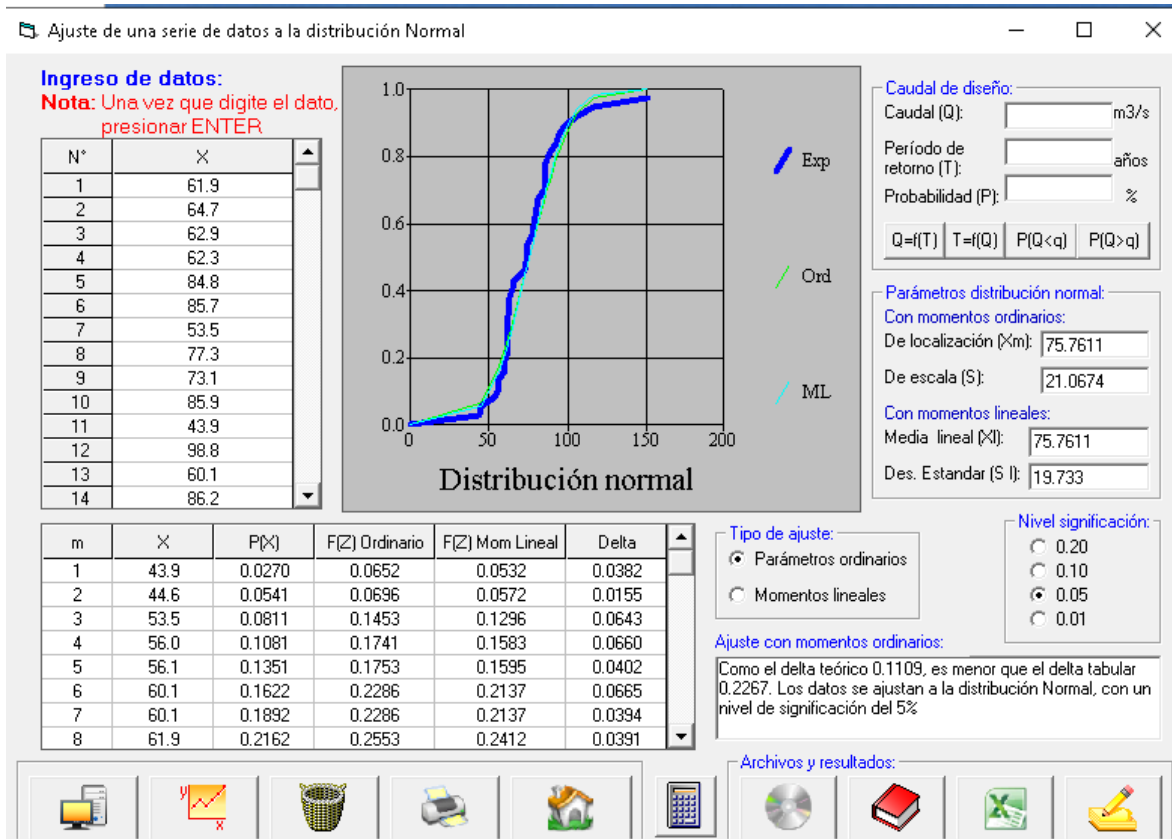 Ajuste de una serie de datos a la distribución Normal
Ingreso de datos:
Nota: Una vez que digite el dato,
presionar ENTER
N° X
1 61.9
2 64.7
3 62.9
4 62.3
5 84.8
6 85.7
7 53.5
8 77.3
9 73.1
10 85.9
11 43.9
12 98.8
13 60.1
14 86.2
1.0
0.8
0.6
0.4
0.2
0.0
0 50 100 150 200
Exp
Ord
ML
Distribución normal
Caudal de diseño:
Caudal (Q): m3/s
Período de
retorno (T): años
Probabilidad (P): %
Q=f(T) T=f(Q) P(Q<q) P(Q>q)
Parámetros distribución normal:
Con momentos ordinarios:
De localización (Xm): 75.7611
De escala (S): 21.0674
Con momentos lineales:
Media lineal (Xl): 75.7611
Des. Estandar (S l): 19.733
m X P(X) F(Z) Ordinario F(Z) Mom Lineal Delta
1 43.9 0.0270 0.0652 0.0532 0.0382
2 44.6 0.0541 0.0696 0.0572 0.0155
3 53.5 0.0811 0.1453 0.1296 0.0643
4 56.0 0.1081 0.1741 0.1583 0.0660
5 56.1 0.1351 0.1753 0.1595 0.0402
6 60.1 0.1622 0.2286 0.2137 0.0665
7 60.1 0.1892 0.2286 0.2137 0.0394
8 61.9 0.2162 0.2553 0.2412 0.0391
Tipo de ajuste:
Parámetros ordinarios
Momentos lineales
Nivel significación:
0.20
0.10
0.05
0.01
Ajuste con momentos ordinarios:
Como el delta teórico 0.1109, es menor que el delta tabular
0.2267. Los datos se ajustan a la distribución Normal, con un
nivel de significación del 5%
Archivos y resultados:
y
x
X